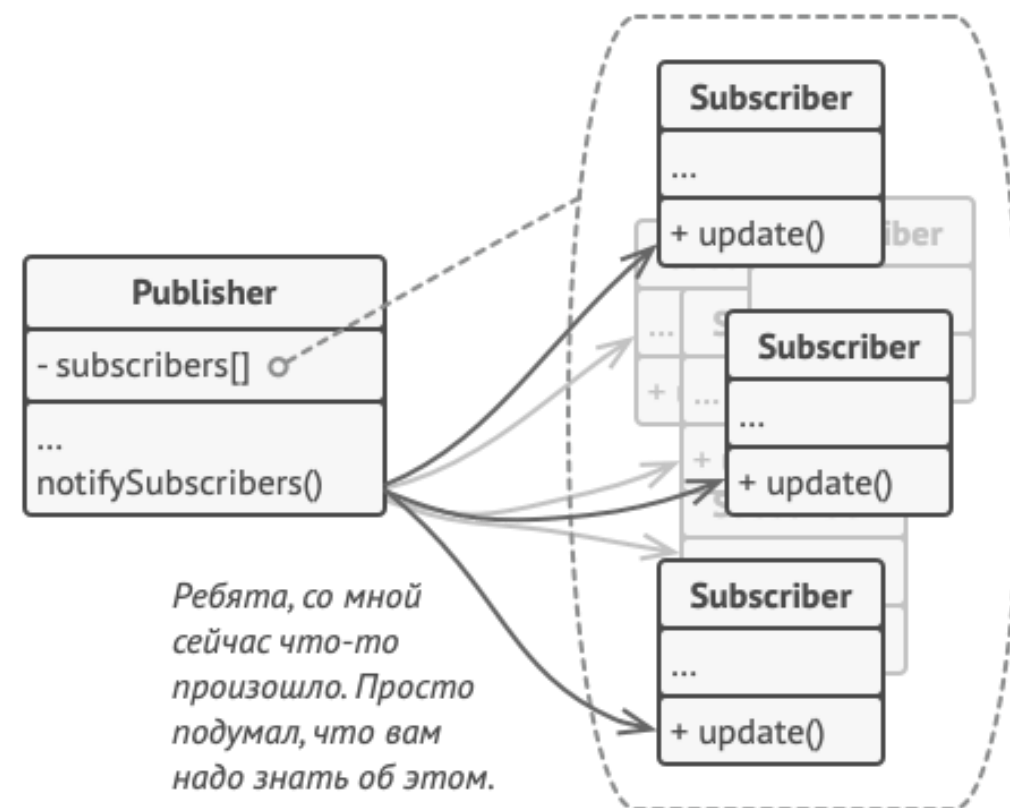 Publisher
- subscribers[]
...
notifySubscribers()
Ребята, со мной
сейчас что-то
произошло. Просто
подумал, что вам
надо знать об этом.
Subscriber
...
+ update()
iber
...
+
...
+
Subscriber
...
+ update()
Subscriber
...
+ update()